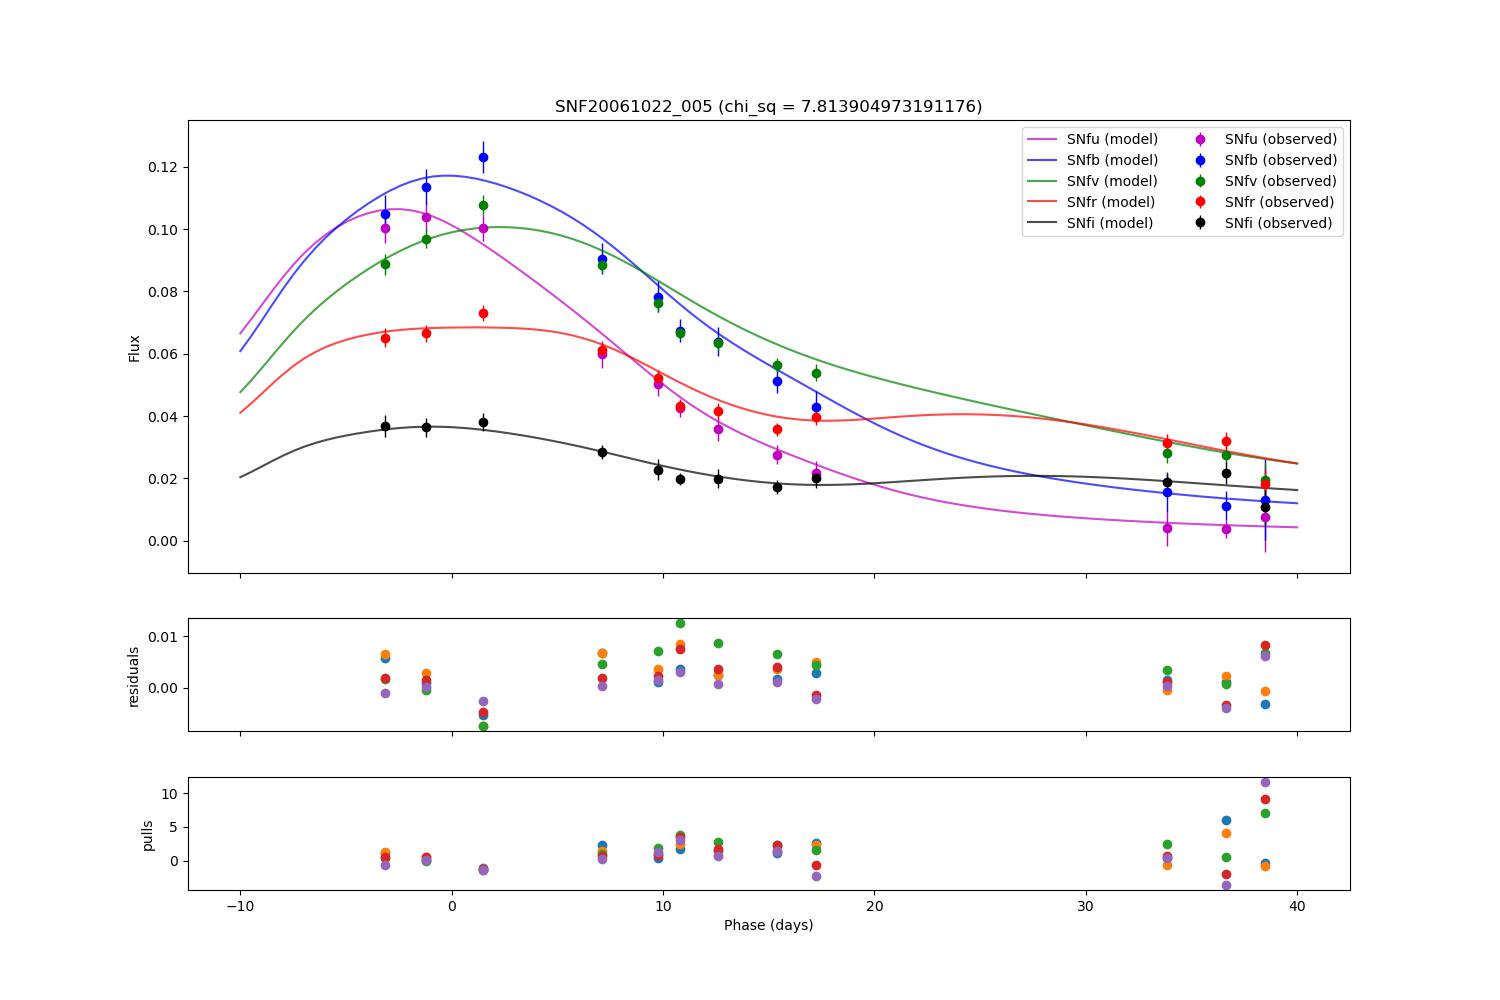 SNF20061022_005 (chi_sq = 7.813904973191176)
SNfu (model) SNfu (observed)
SNfb (model) SNfb (observed)
SNfv (model) SNfv (observed)
SNfr (model) SNfr (observed)
SNfi (model) SNfi (observed)
0.12
0.10
0.08
0.06
0.04
0.02
0.00
Flux
0.01
0.00
residuals
10
5
0
pulls
−10 0 10 20 30 40
Phase (days)